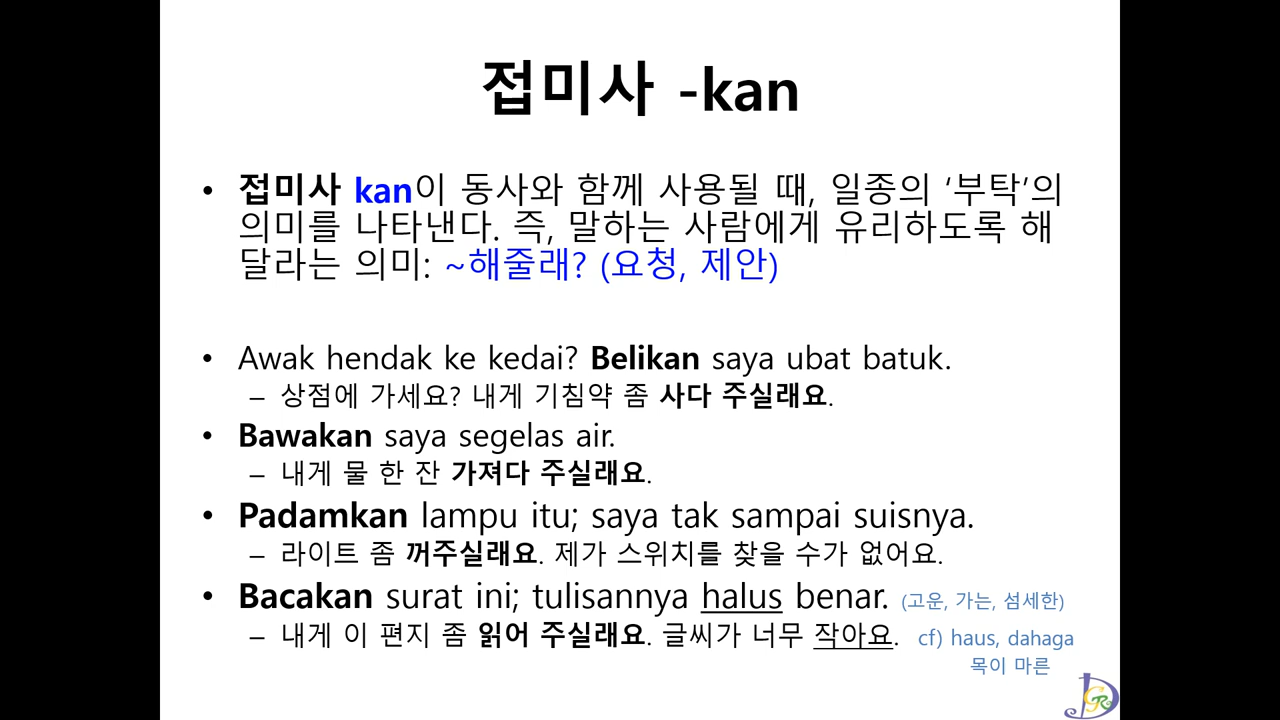 접미사 -kan
• 접미사 kan이 동사와 함께 사용될 때, 일종의 ‘부탁’의
의미를 나타낸다. 즉, 말하는 사람에게 유리하도록 해
달라는 의미: ~해줄래? (요청, 제안)
• Awak hendak ke kedai? Belikan saya ubat batuk.
– 상점에 가세요? 내게 기침약 좀 사다 주실래요.
• Bawakan saya segelas air.
– 내게 물 한 잔 가져다 주실래요.
• Padamkan lampu itu; saya tak sampai suisnya.
– 라이트 좀 꺼주실래요. 제가 스위치를 찾을 수가 없어요.
• Bacakan surat ini; tulisannya halus benar. (고운, 가는, 섬세한)
– 내게 이 편지 좀 읽어 주실래요. 글씨가 너무 작아요. cf) haus, dahaga
목이 마른